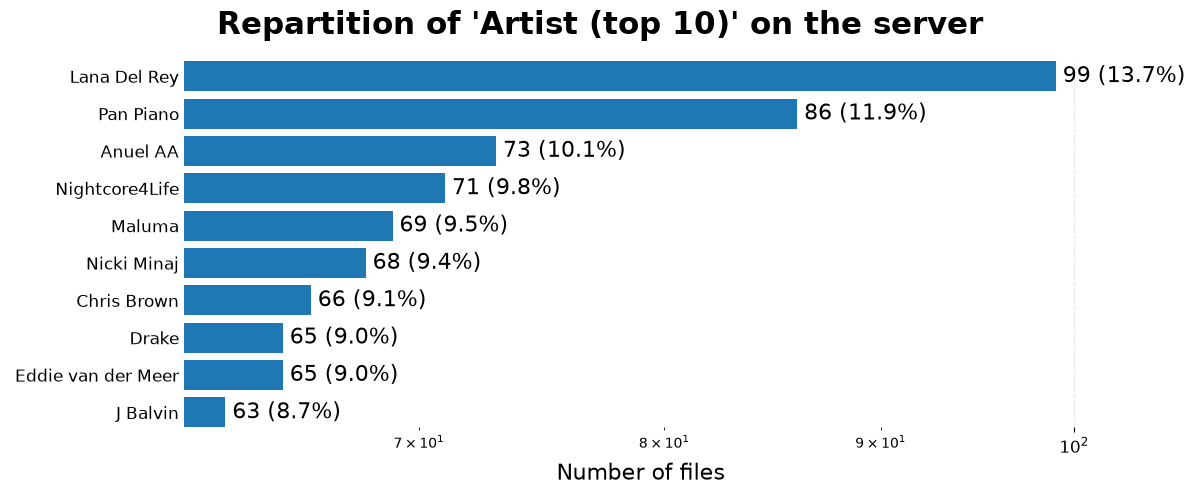 Repartition of 'Artist (top 10)' on the server
Lana Del Rey 99 (13.7%)
Pan Piano 86 (11.9%)
Anuel AA 73 (10.1%)
Nightcore4Life 71 (9.8%)
Maluma 69 (9.5%)
Nicki Minaj 68 (9.4%)
Chris Brown 66 (9.1%)
Drake 65 (9.0%)
Eddie van der Meer 65 (9.0%)
J Balvin 63 (8.7%)
7 × 10¹ 8 × 10¹ 9 × 10¹ 10²
Number of files